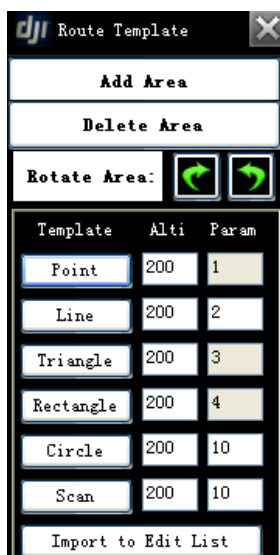 dji Route Template
Add Area
Delete Area
Rotate Area:
Template Alti Param
Point 200 1
Line 200 2
Triangle 200 3
Rectangle 200 4
Circle 200 10
Scan 200 10
Import to Edit List